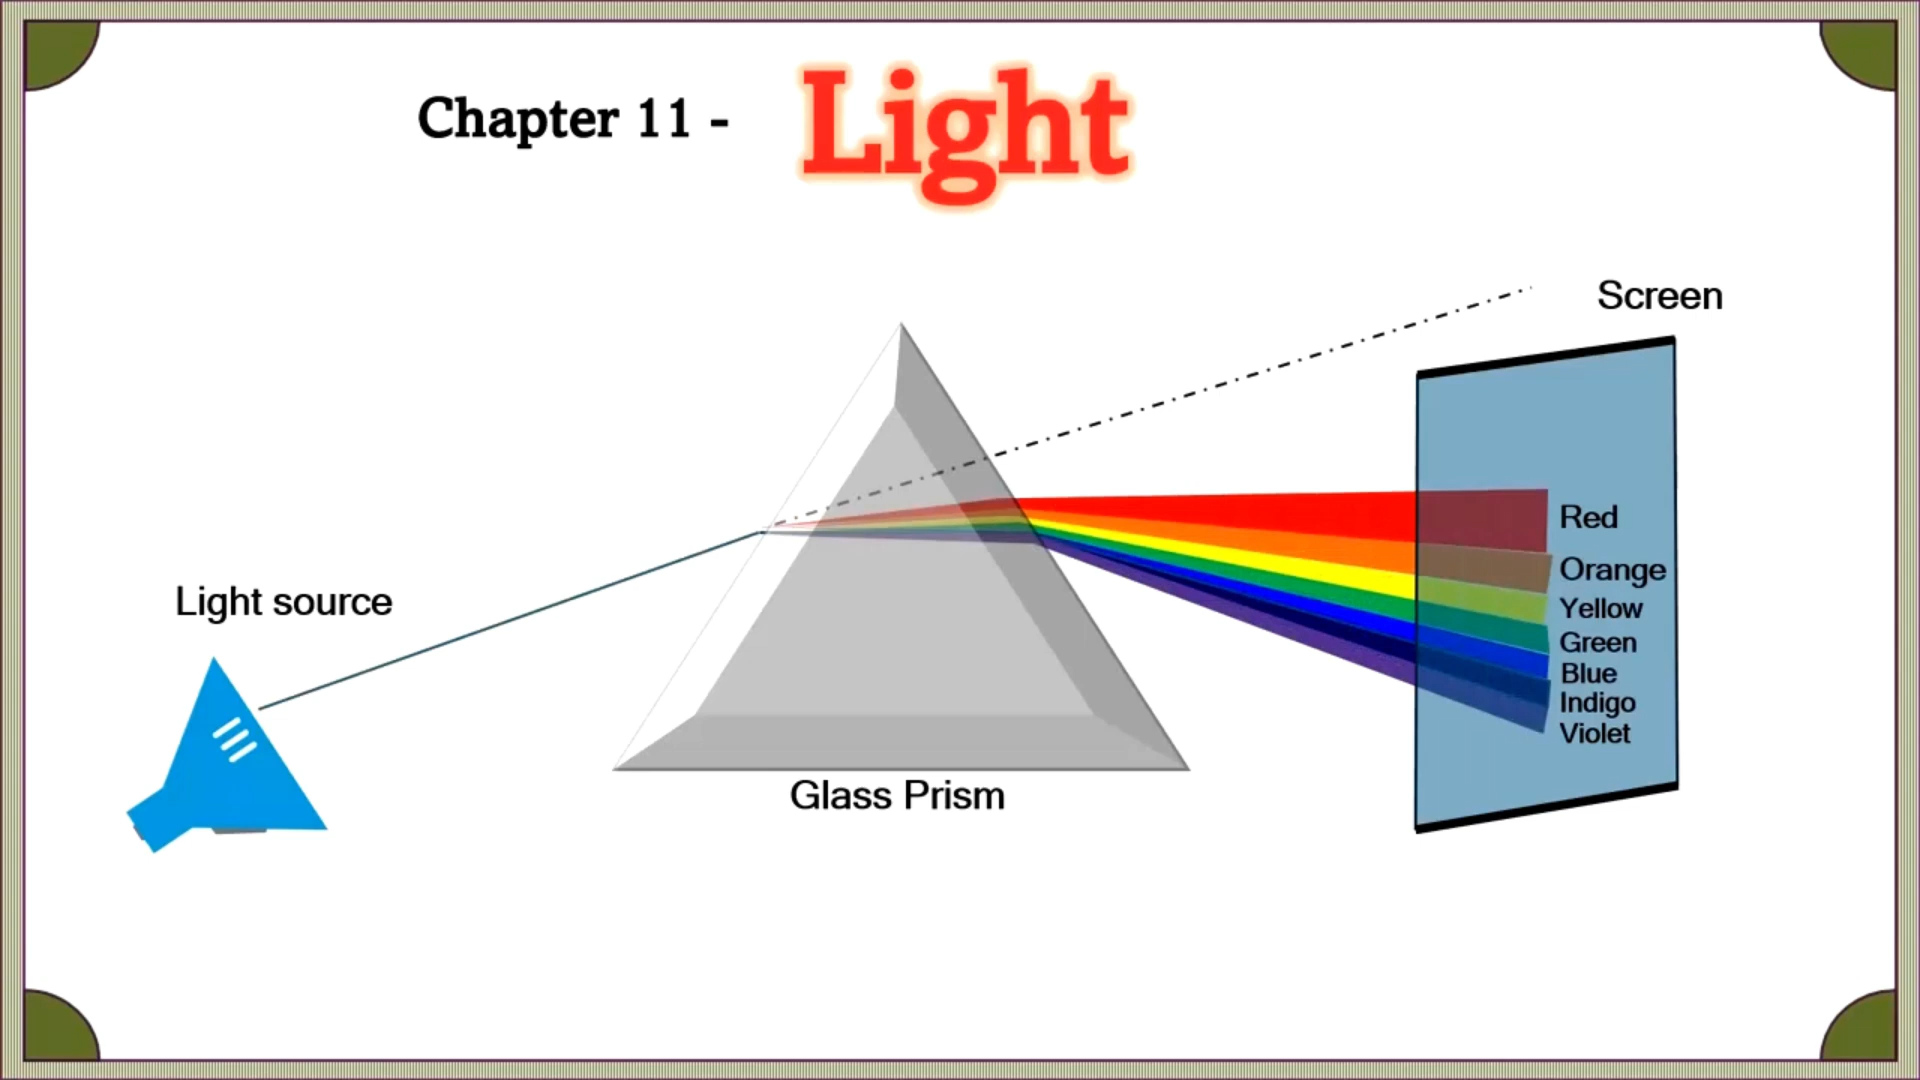 Chapter 11 - Light
Screen
Red
Orange
Yellow
Green
Blue
Indigo
Violet
Light source
Glass Prism